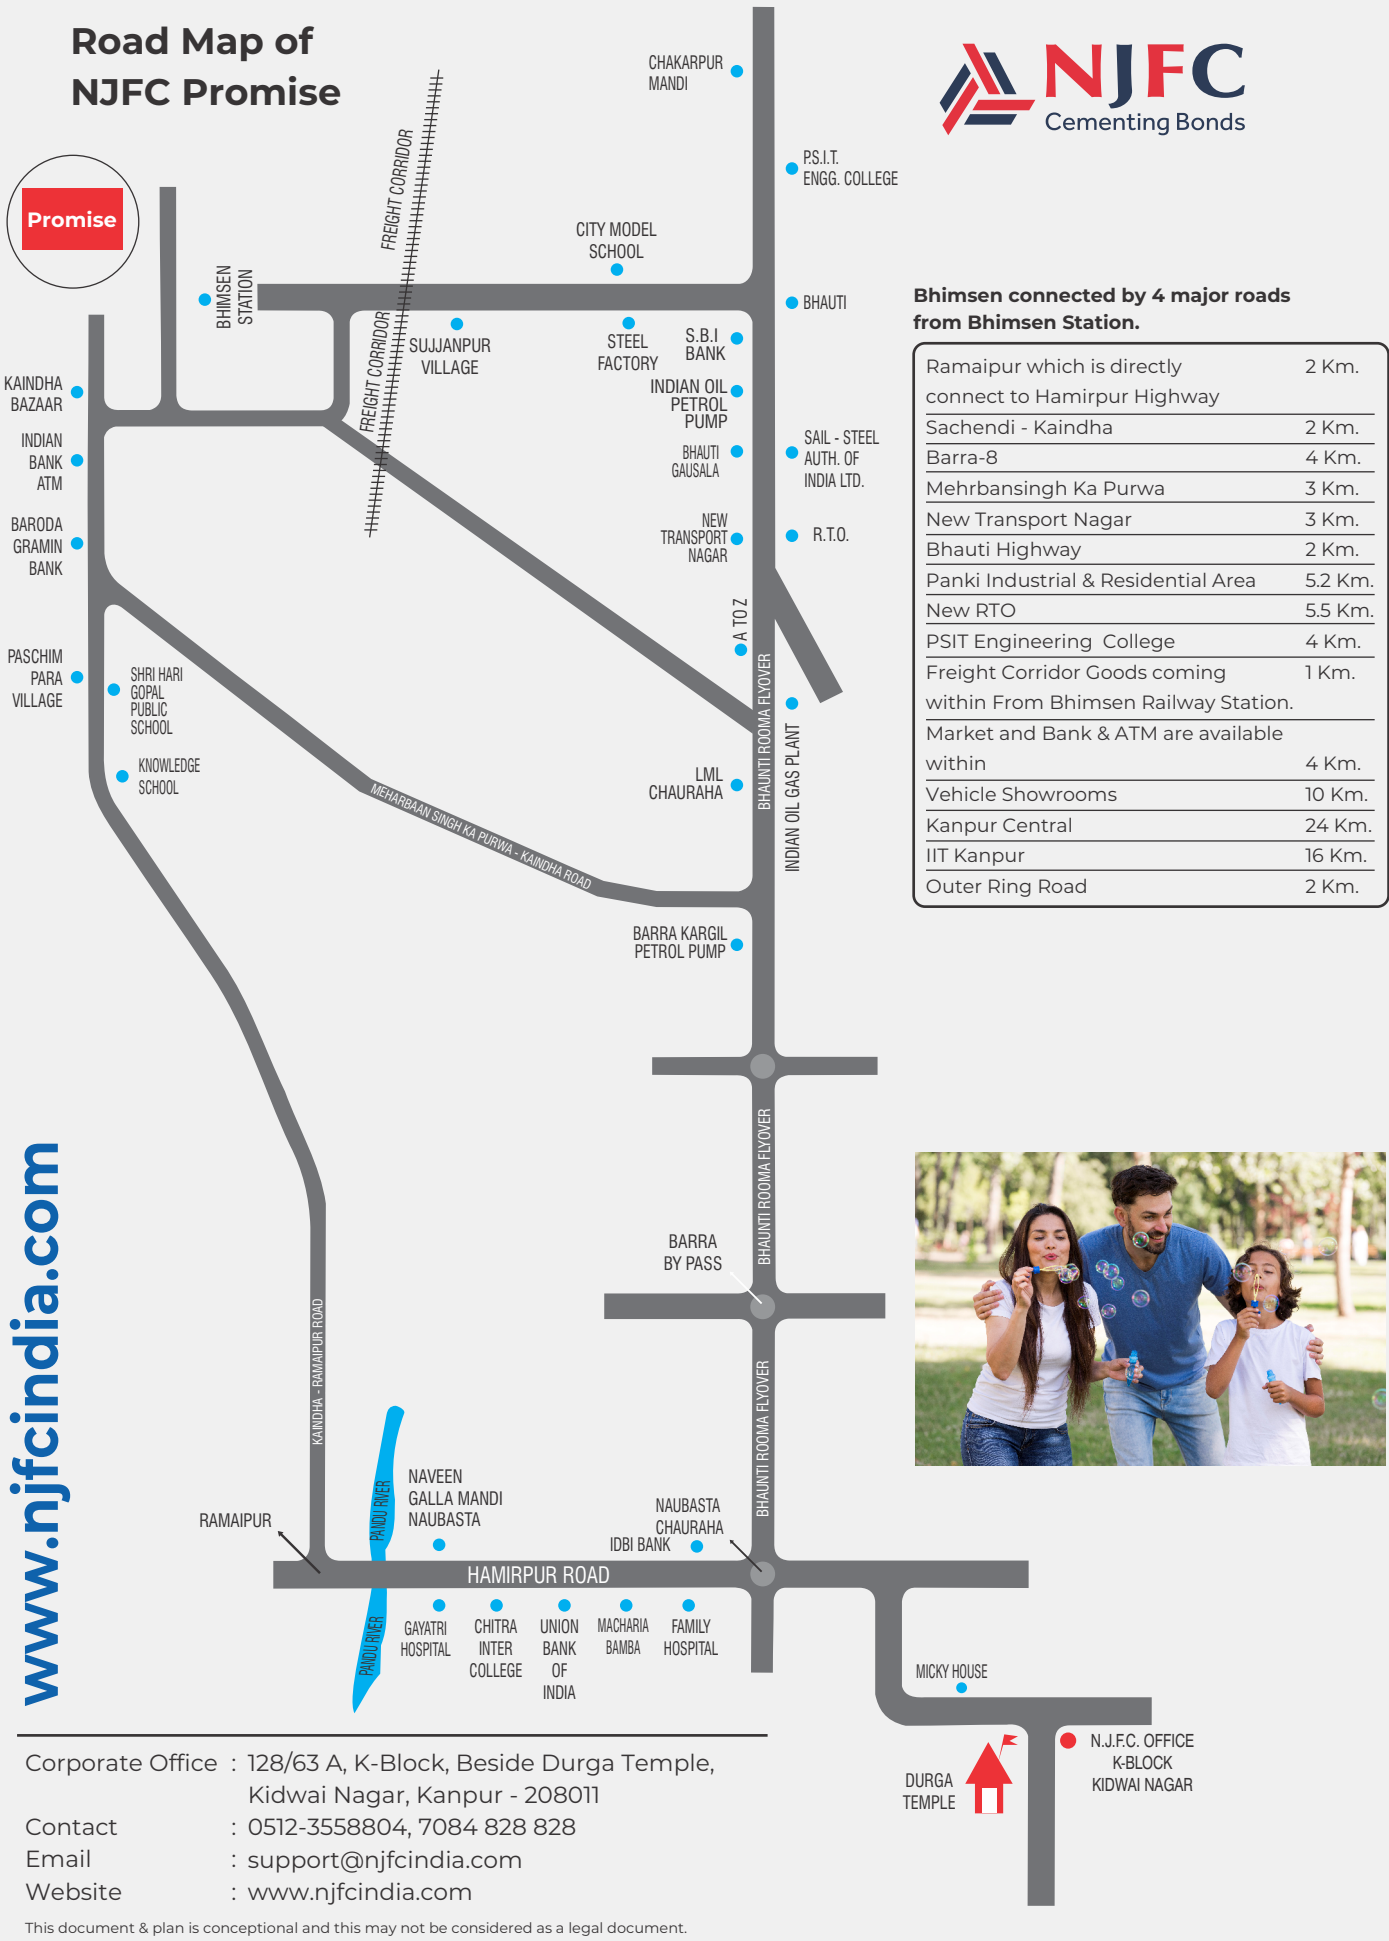 Road Map of
NJFC Promise
NJFC
Cementing Bonds
Promise
CHAKARPUR
MANDI
P.S.I.T.
ENGG. COLLEGE
FREIGHT CORRIDOR
CITY MODEL
SCHOOL
BHIMSEN
STATION
BHAUTI
FREIGHT CORRIDOR
SUJJANPUR
VILLAGE
STEEL
FACTORY
S.B.I
BANK
INDIAN OIL
PETROL
PUMP
KAINDHA
BAZAAR
INDIAN
BANK
ATM
BHAUTI
GAUSALA
SAIL - STEEL
AUTH. OF
INDIA LTD.
BARODA
GRAMIN
BANK
NEW
TRANSPORT
NAGAR
R.T.O.
A TO Z
PASCHIM
PARA
VILLAGE
SHRI HARI
GOPAL
PUBLIC
SCHOOL
KNOWLEDGE
SCHOOL
BHAUNTI ROOMA FLYOVER
INDIAN OIL GAS PLANT
LML
CHAURAHA
MEHARBAAN SINGH KA PURWA - KAINDHA ROAD
BARRA KARGIL
PETROL PUMP
Bhimsen connected by 4 major roads
from Bhimsen Station.
Ramaipur which is directly 2 Km.
connect to Hamirpur Highway
Sachendi - Kaindha 2 Km.
Barra-8 4 Km.
Mehrbansingh Ka Purwa 3 Km.
New Transport Nagar 3 Km.
Bhauti Highway 2 Km.
Panki Industrial & Residential Area 5.2 Km.
New RTO 5.5 Km.
PSIT Engineering College 4 Km.
Freight Corridor Goods coming 1 Km.
within From Bhimsen Railway Station.
Market and Bank & ATM are available
within 4 Km.
Vehicle Showrooms 10 Km.
Kanpur Central 24 Km.
IIT Kanpur 16 Km.
Outer Ring Road 2 Km.
BHAUNTI ROOMA FLYOVER
BARRA
BY PASS
KAINDHA - RAMAIPUR ROAD
BHAUNTI ROOMA FLYOVER
www.njfcindia.com
PANDU RIVER
NAVEEN
GALLA MANDI
NAUBASTA
RAMAIPUR
NAUBASTA
CHAURAHA
IDBI BANK
HAMIRPUR ROAD
PANDU RIVER
GAYATRI
HOSPITAL
CHITRA
INTER
COLLEGE
UNION
BANK
OF
INDIA
MACHARIA
BAMBA
FAMILY
HOSPITAL
MICKY HOUSE
N.J.F.C. OFFICE
K-BLOCK
KIDWAI NAGAR
DURGA
TEMPLE
Corporate Office : 128/63 A, K-Block, Beside Durga Temple,
Kidwai Nagar, Kanpur - 208011
Contact : 0512-3558804, 7084 828 828
Email : support@njfcindia.com
Website : www.njfcindia.com
This document & plan is conceptional and this may not be considered as a legal document.